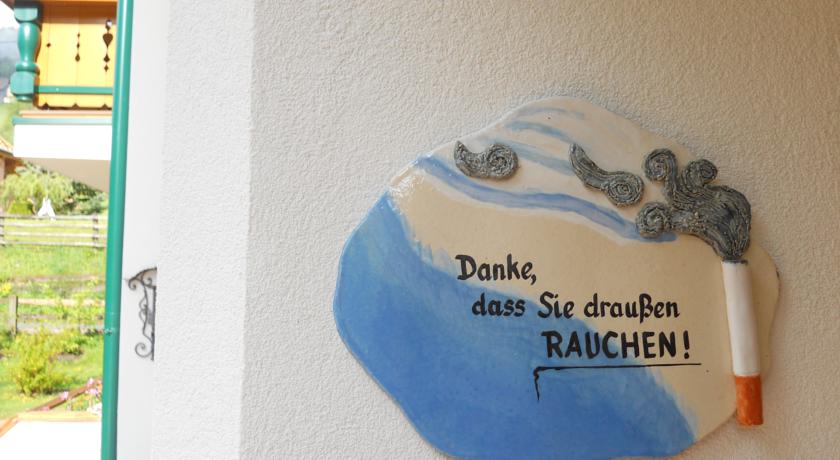 Danke,
dass Sie draußen
RAUCHEN!